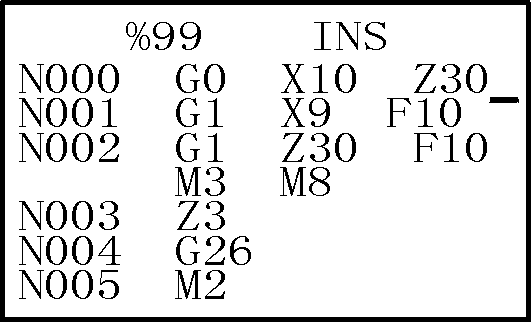 %99 INS
N000 G0 X10 Z30_
N001 G1 X9 F10
N002 G1 Z30 F10
M3 M8
N003 Z3
N004 G26
N005 M2